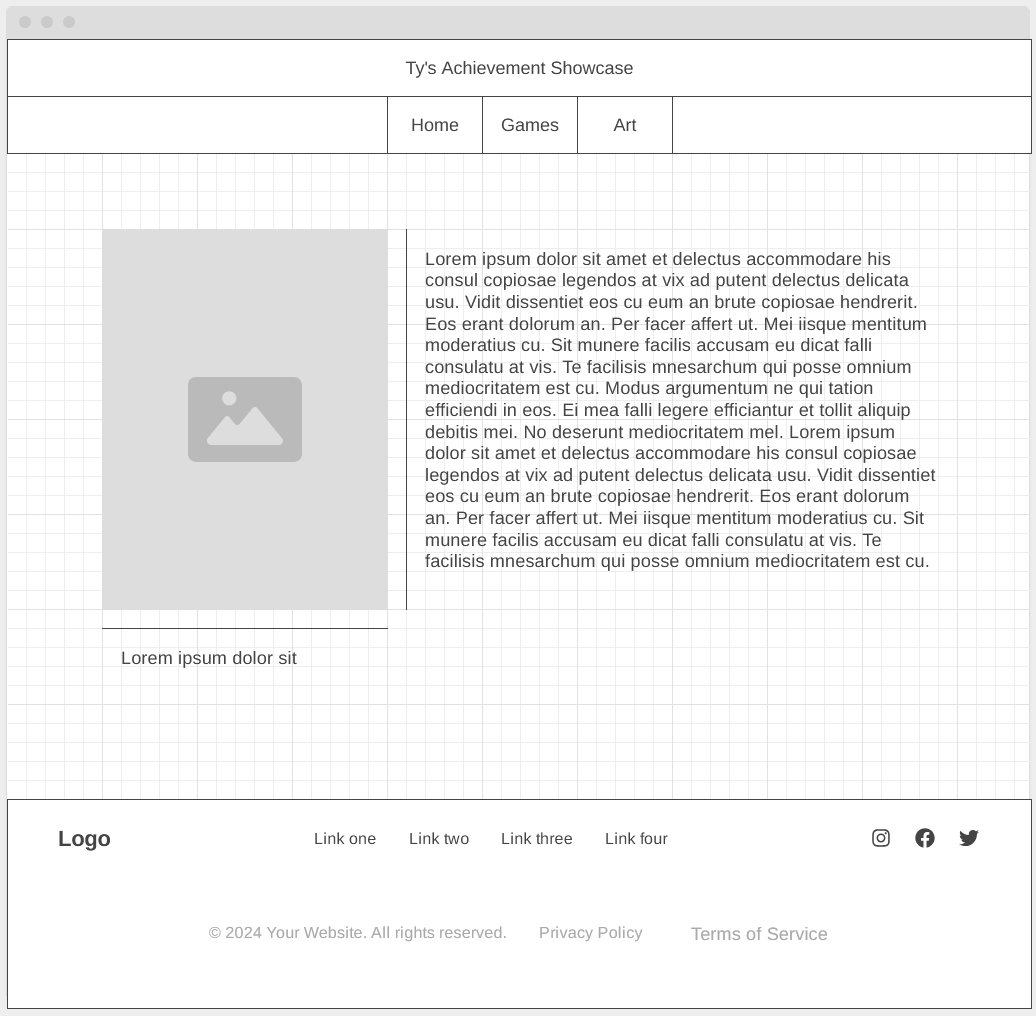 Ty's Achievement Showcase
Home Games Art
Lorem ipsum dolor sit amet et delectus accommodare his
consul copiosae legendos at vix ad putent delectus delicata
usu. Vidit dissentiet eos cu eum an brute copiosae hendrerit.
Eos erant dolorum an. Per facer affert ut. Mei iisque mentitum
moderatius cu. Sit munere facilis accusam eu dicat falli
consulatu at vis. Te facilisis mnesarchum qui posse omnium
mediocritatem est cu. Modus argumentum ne qui tation
efficiendi in eos. Ei mea falli legere efficiantur et tollit aliquip
debitis mei. No deserunt mediocritatem mel. Lorem ipsum
dolor sit amet et delectus accommodare his consul copiosae
legendos at vix ad putent delectus delicata usu. Vidit dissentiet
eos cu eum an brute copiosae hendrerit. Eos erant dolorum
an. Per facer affert ut. Mei iisque mentitum moderatius cu. Sit
munere facilis accusam eu dicat falli consulatu at vis. Te
facilisis mnesarchum qui posse omnium mediocritatem est cu.
Lorem ipsum dolor sit
Logo Link one Link two Link three Link four
© 2024 Your Website. All rights reserved. Privacy Policy Terms of Service